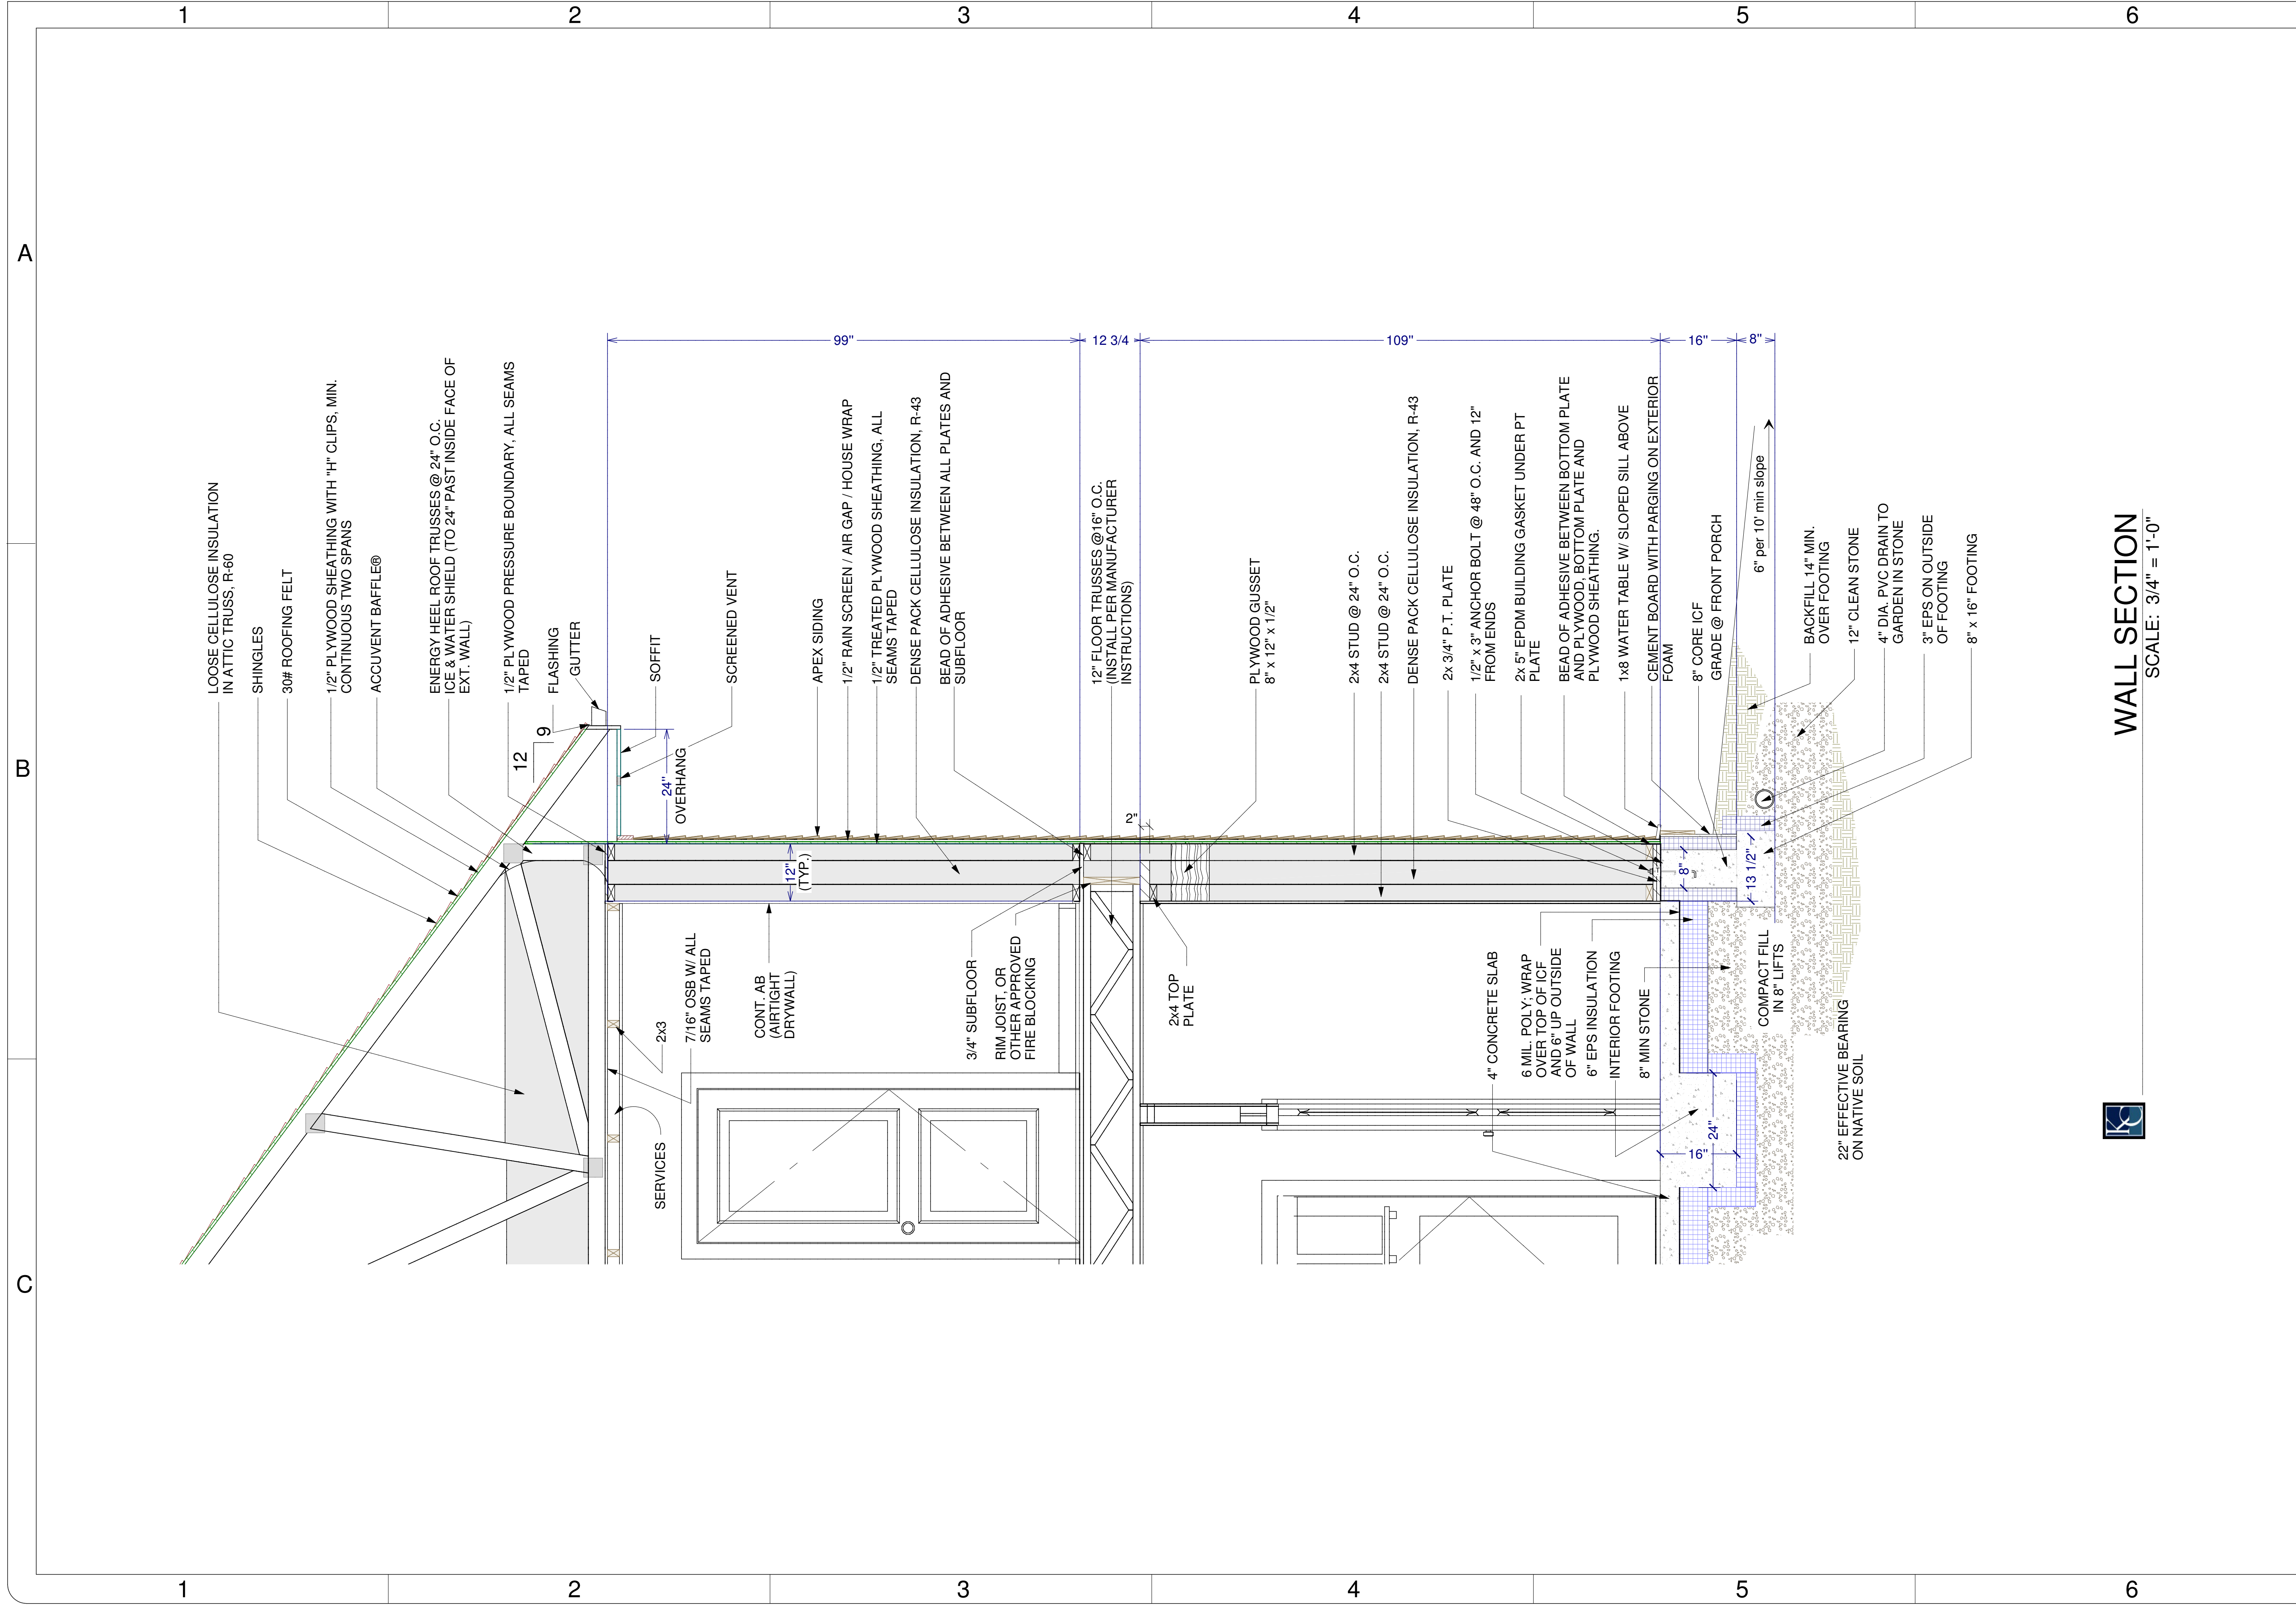 1
2
3
4
5
6
A
B
C
LOOSE CELLULOSE INSULATION
IN ATTIC TRUSS, R-60
SHINGLES
30# ROOFING FELT
1/2" PLYWOOD SHEATHING WITH "H" CLIPS, MIN.
CONTINUOUS TWO SPANS
ACCUVENT BAFFLE®
ENERGY HEEL ROOF TRUSSES @ 24" O.C.
ICE & WATER SHIELD (TO 24" PAST INSIDE FACE OF
EXT. WALL)
1/2" PLYWOOD PRESSURE BOUNDARY, ALL SEAMS
TAPED
FLASHING
GUTTER
SOFFIT
SCREENED VENT
APEX SIDING
1/2" RAIN SCREEN / AIR GAP / HOUSE WRAP
1/2" TREATED PLYWOOD SHEATHING, ALL
SEAMS TAPED
DENSE PACK CELLULOSE INSULATION, R-43
BEAD OF ADHESIVE BETWEEN ALL PLATES AND
SUBFLOOR
12" FLOOR TRUSSES @16" O.C.
(INSTALL PER MANUFACTURER
INSTRUCTIONS)
PLYWOOD GUSSET
8" x 12" x 1/2"
2x4 STUD @ 24" O.C.
2x4 STUD @ 24" O.C.
DENSE PACK CELLULOSE INSULATION, R-43
2x 3/4" P.T. PLATE
1/2" x 3" ANCHOR BOLT @ 48" O.C. AND 12"
FROM ENDS
2x 5" EPDM BUILDING GASKET UNDER PT
PLATE
BEAD OF ADHESIVE BETWEEN BOTTOM PLATE
AND PLYWOOD, BOTTOM PLATE AND
PLYWOOD SHEATHING.
1x8 WATER TABLE W/ SLOPED SILL ABOVE
CEMENT BOARD WITH PARGING ON EXTERIOR
FOAM
8" CORE ICF
GRADE @ FRONT PORCH
6" per 10' min slope
BACKFILL 14" MIN.
OVER FOOTING
12" CLEAN STONE
4" DIA. PVC DRAIN TO
GARDEN IN STONE
3" EPS ON OUTSIDE
OF FOOTING
8" x 16" FOOTING
99"
12 3/4
109"
16"
8"
12
9
24"
OVERHANG
12"
(TYP.)
2"
8"
13 1/2"
2x3
7/16" OSB W/ ALL
SEAMS TAPED
SERVICES
CONT. AB
(AIRTIGHT
DRYWALL)
3/4" SUBFLOOR
RIM JOIST, OR
OTHER APPROVED
FIRE BLOCKING
2x4 TOP
PLATE
4" CONCRETE SLAB
6 MIL. POLY; WRAP
OVER TOP OF ICF
AND 6" UP OUTSIDE
OF WALL
6" EPS INSULATION
INTERIOR FOOTING
8" MIN STONE
COMPACT FILL
IN 8" LIFTS
22" EFFECTIVE BEARING
ON NATIVE SOIL
16"
24"
WALL SECTION
SCALE: 3/4" = 1'-0"
1
2
3
4
5
6